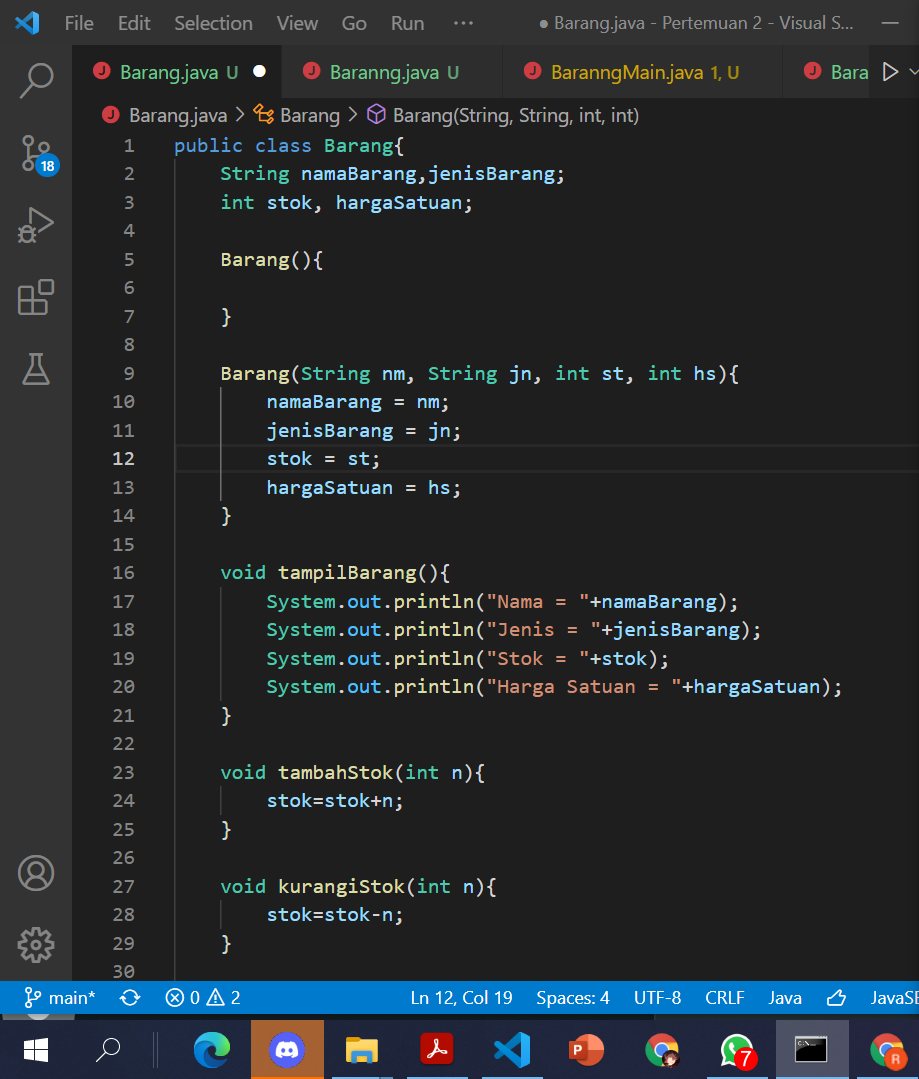 File Edit Selection View Go Run ··· ● Barang.java - Pertemuan 2 - Visual S...
Barang.java U ● Baranng.java U BaranngMain.java 1, U Bara
Barang.java > Barang > Barang(String, String, int, int)
1 public class Barang{
2 String namaBarang,jenisBarang;
3 int stok, hargaSatuan;
4
5 Barang(){
6
7 }
8
9 Barang(String nm, String jn, int st, int hs){
10 namaBarang = nm;
11 jenisBarang = jn;
12 stok = st;
13 hargaSatuan = hs;
14 }
15
16 void tampilBarang(){
17 System.out.println("Nama = "+namaBarang);
18 System.out.println("Jenis = "+jenisBarang);
19 System.out.println("Stok = "+stok);
20 System.out.println("Harga Satuan = "+hargaSatuan);
21 }
22
23 void tambahStok(int n){
24 stok=stok+n;
25 }
26
27 void kurangiStok(int n){
28 stok=stok-n;
29 }
30
18
main* 0 2 Ln 12, Col 19 Spaces: 4 UTF-8 CRLF Java JavaSE
7 R